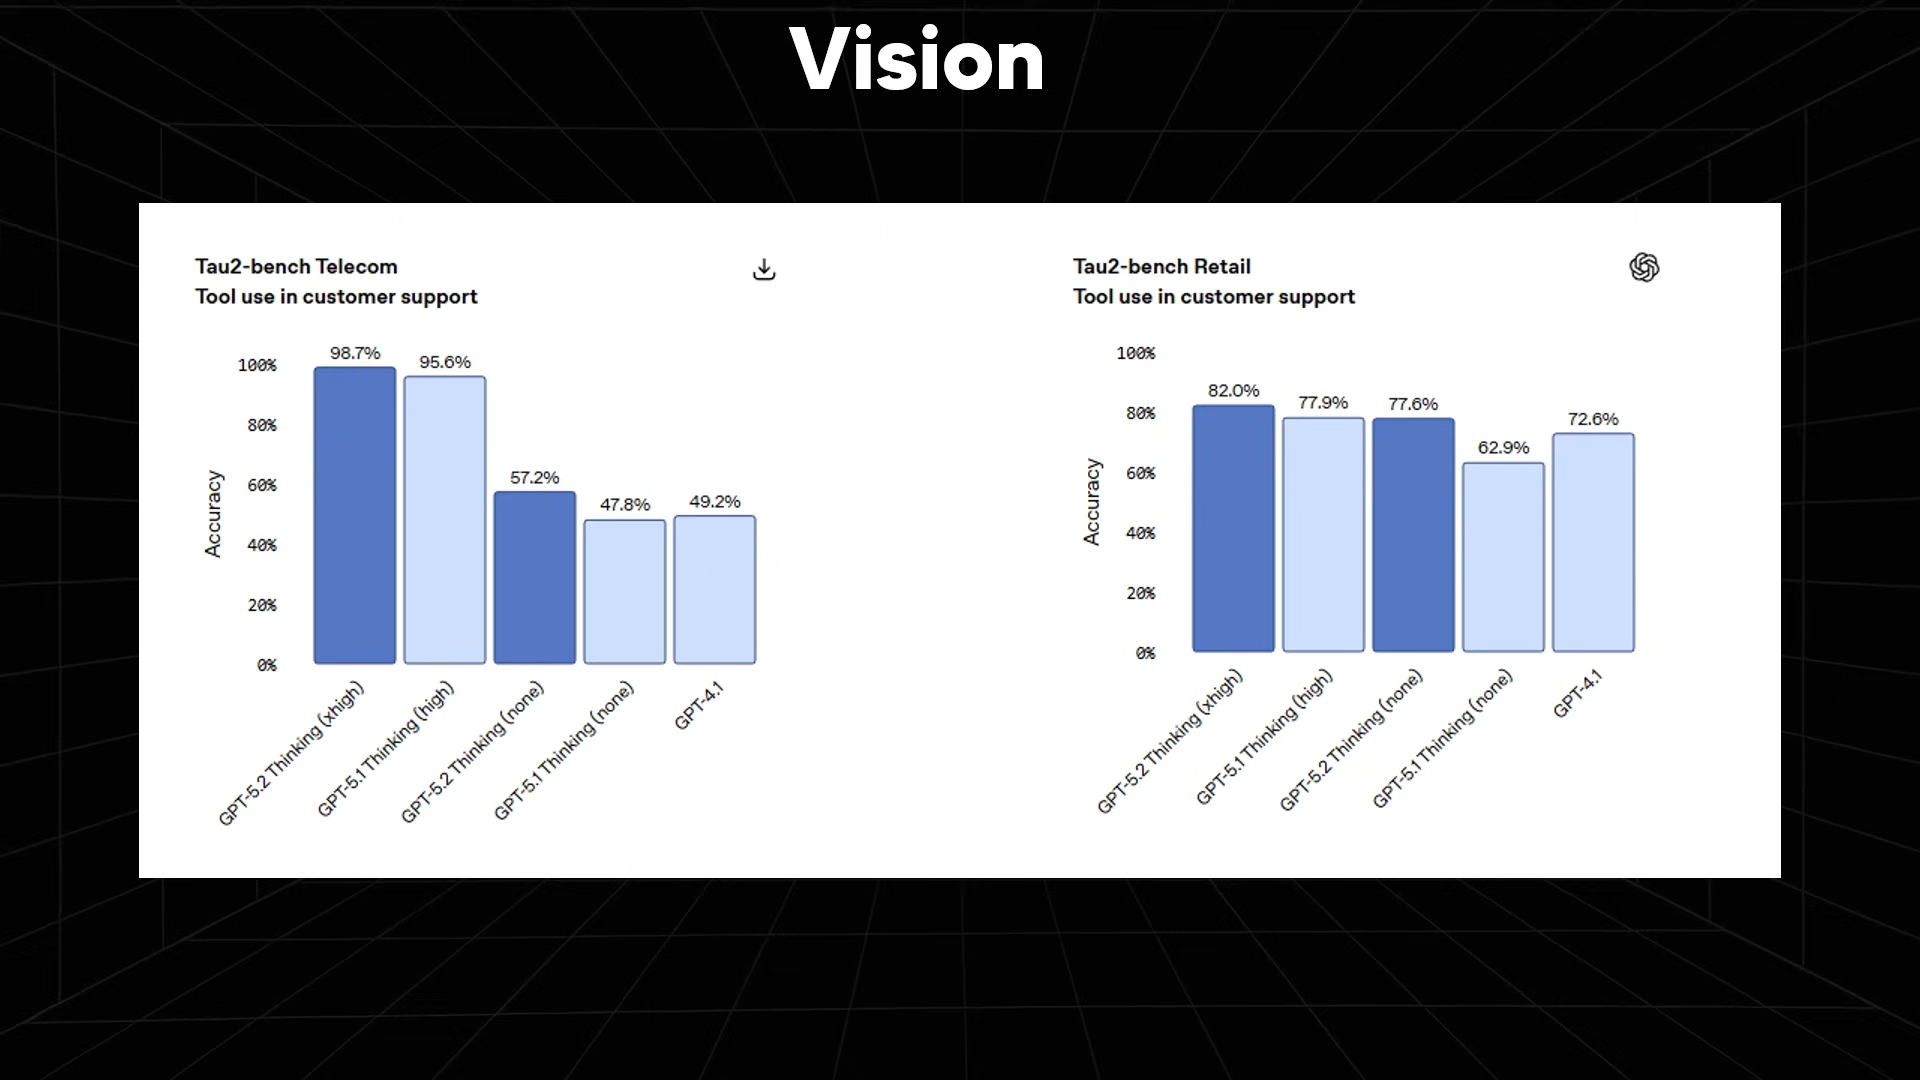 Vision
Tau2-bench Telecom
Tool use in customer support
100%
80%
60%
40%
20%
0%
Accuracy
98.7%
95.6%
57.2%
47.8%
49.2%
GPT-5.2 Thinking (xhigh)
GPT-5.1 Thinking (high)
GPT-5.2 Thinking (none)
GPT-5.1 Thinking (none)
GPT-4.1
Tau2-bench Retail
Tool use in customer support
100%
80%
60%
40%
20%
0%
Accuracy
82.0%
77.9%
77.6%
62.9%
72.6%
GPT-5.2 Thinking (xhigh)
GPT-5.1 Thinking (high)
GPT-5.2 Thinking (none)
GPT-5.1 Thinking (none)
GPT-4.1